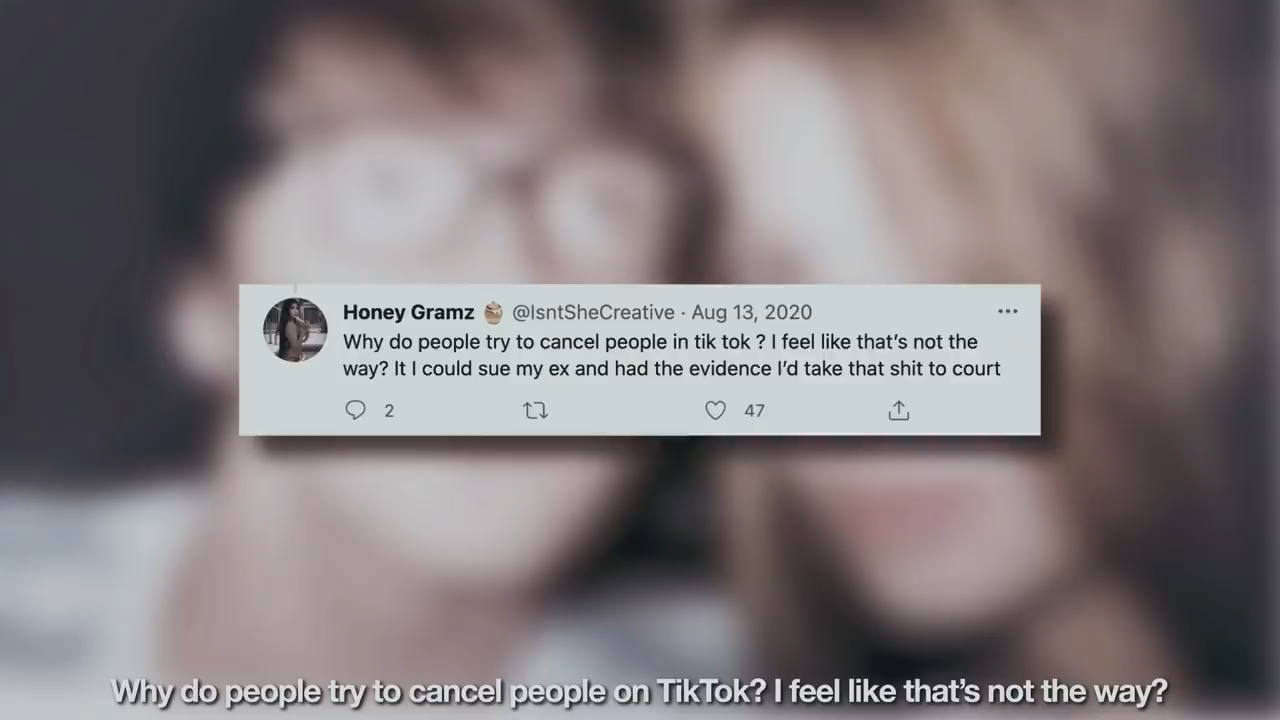 Honey Gramz 🍯 @IsntSheCreative · Aug 13, 2020
Why do people try to cancel people in tik tok ? I feel like that's not the
way? It I could sue my ex and had the evidence I'd take that shit to court
2 47
Why do people try to cancel people on TikTok? I feel like that's not the way?